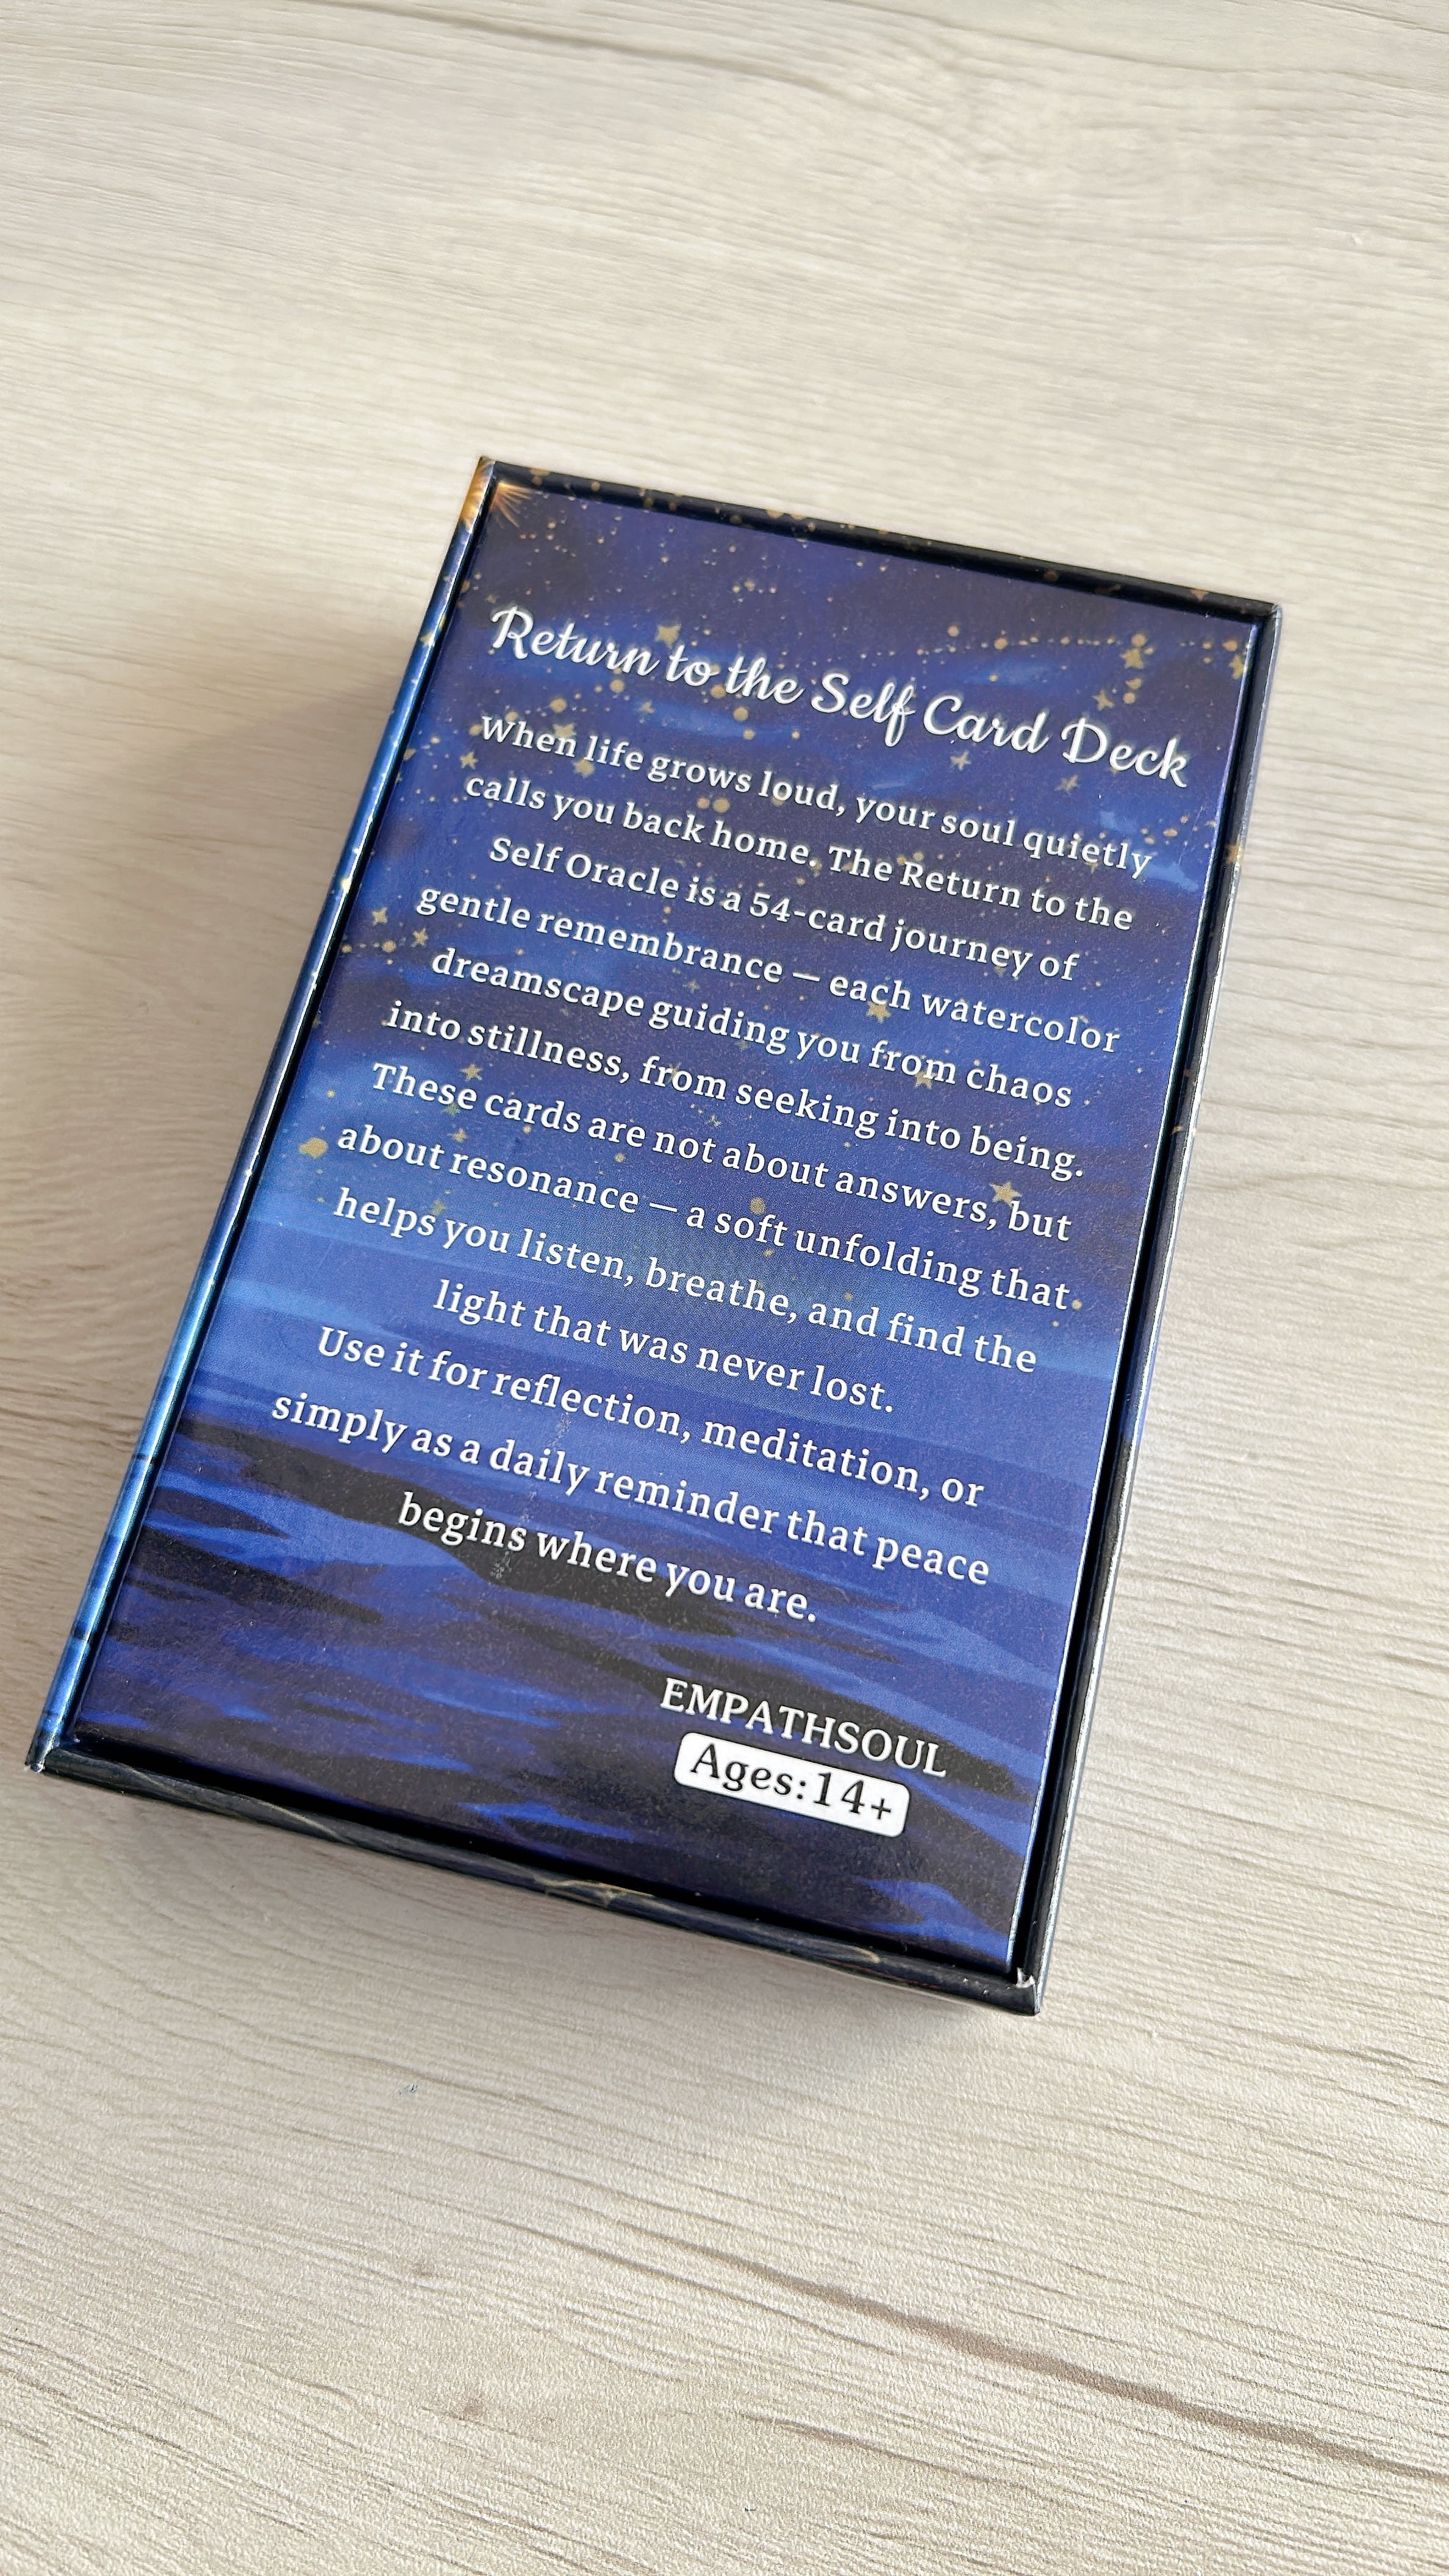 Return to the Self Card Deck
When life grows loud, your soul quietly
calls you back home. The Return to the
Self Oracle is a 54-card journey of
gentle remembrance — each watercolor
dreamscape guiding you from chaos
into stillness, from seeking into being.
These cards are not about answers, but
about resonance — a soft unfolding that
helps you listen, breathe, and find the
light that was never lost.
Use it for reflection, meditation, or
simply as a daily reminder that peace
begins where you are.
EMPATHSOUL
Ages:14+